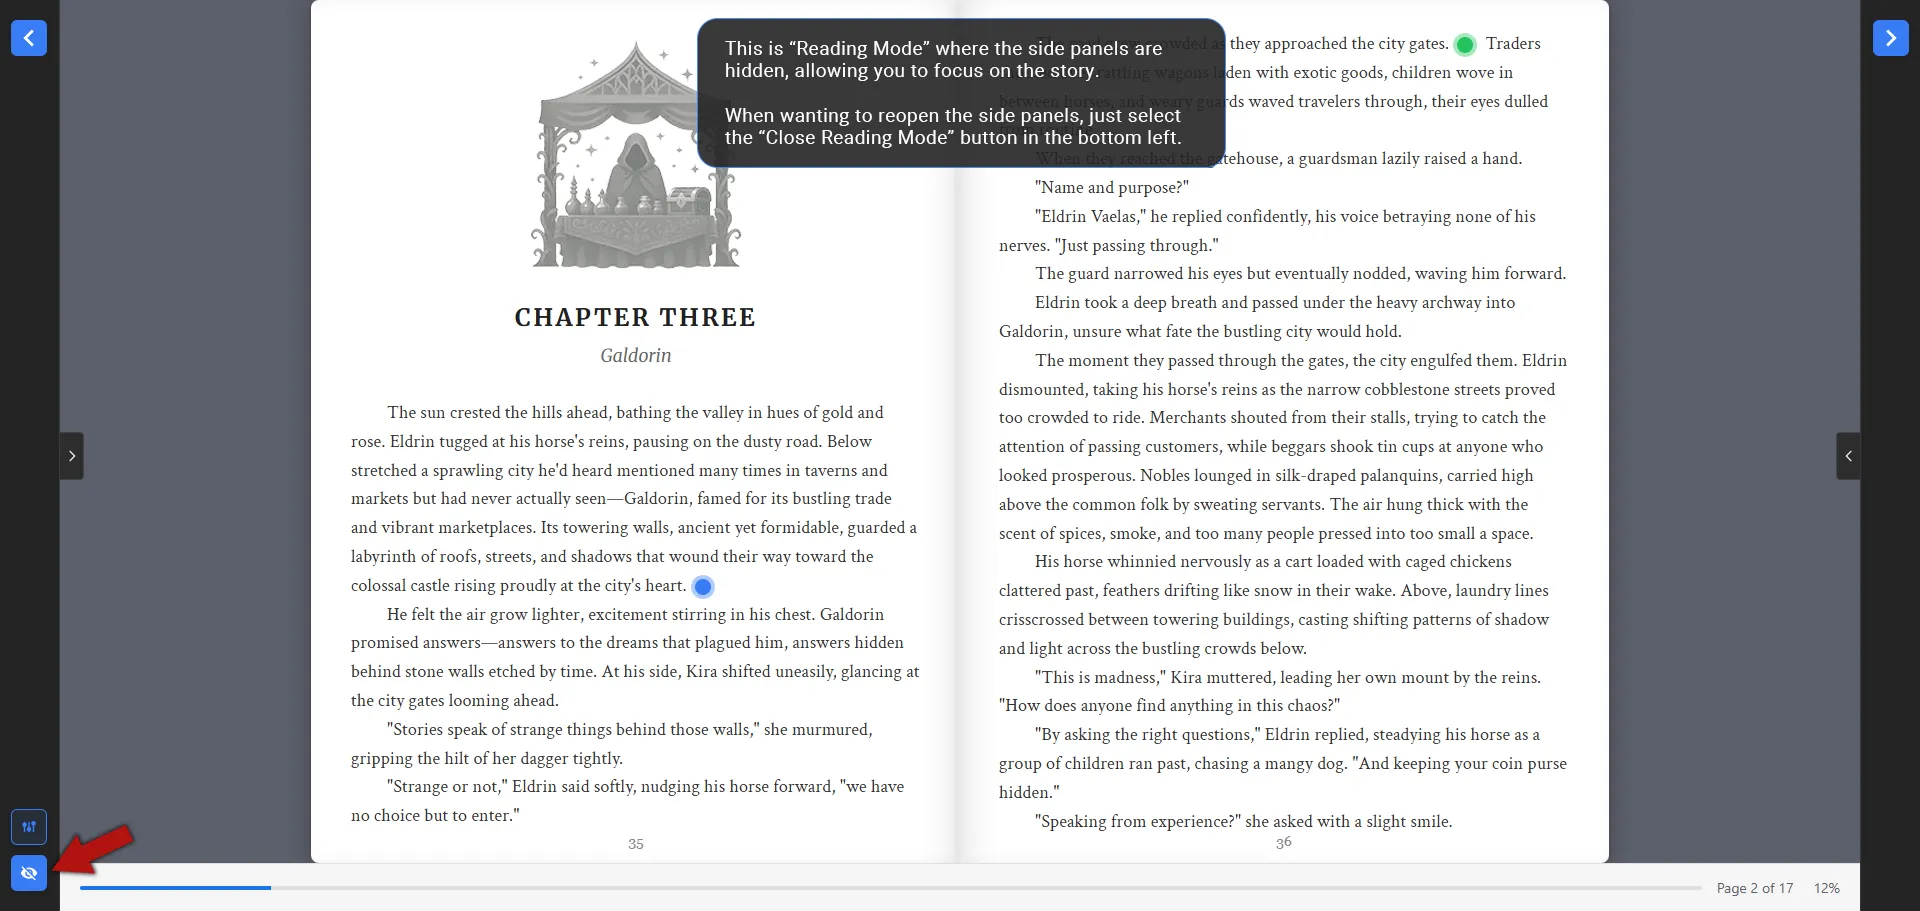 This is “Reading Mode” where the side panels are
hidden, allowing you to focus on the story.
When wanting to reopen the side panels, just select
the “Close Reading Mode” button in the bottom left.
CHAPTER THREE
Galdorin
The sun crested the hills ahead, bathing the valley in hues of gold and
rose. Eldrin tugged at his horse's reins, pausing on the dusty road. Below
stretched a sprawling city he'd heard mentioned many times in taverns and
markets but had never actually seen—Galdorin, famed for its bustling trade
and vibrant marketplaces. Its towering walls, ancient yet formidable, guarded a
labyrinth of roofs, streets, and shadows that wound their way toward the
colossal castle rising proudly at the city's heart.
He felt the air grow lighter, excitement stirring in his chest. Galdorin
promised answers—answers to the dreams that plagued him, answers hidden
behind stone walls etched by time. At his side, Kira shifted uneasily, glancing at
the city gates looming ahead.
"Stories speak of strange things behind those walls," she murmured,
gripping the hilt of her dagger tightly.
"Strange or not," Eldrin said softly, nudging his horse forward, "we have
no choice but to enter."
35
crowded as they approached the city gates. Traders
rattling wagons laden with exotic goods, children wove in
between horses, and weary guards waved travelers through, their eyes dulled
When they reached the gatehouse, a guardsman lazily raised a hand.
"Name and purpose?"
"Eldrin Vaelas," he replied confidently, his voice betraying none of his
nerves. "Just passing through."
The guard narrowed his eyes but eventually nodded, waving him forward.
Eldrin took a deep breath and passed under the heavy archway into
Galdorin, unsure what fate the bustling city would hold.
The moment they passed through the gates, the city engulfed them. Eldrin
dismounted, taking his horse's reins as the narrow cobblestone streets proved
too crowded to ride. Merchants shouted from their stalls, trying to catch the
attention of passing customers, while beggars shook tin cups at anyone who
looked prosperous. Nobles lounged in silk-draped palanquins, carried high
above the common folk by sweating servants. The air hung thick with the
scent of spices, smoke, and too many people pressed into too small a space.
His horse whinnied nervously as a cart loaded with caged chickens
clattered past, feathers drifting like snow in their wake. Above, laundry lines
crisscrossed between towering buildings, casting shifting patterns of shadow
and light across the bustling crowds below.
"This is madness," Kira muttered, leading her own mount by the reins.
"How does anyone find anything in this chaos?"
"By asking the right questions," Eldrin replied, steadying his horse as a
group of children ran past, chasing a mangy dog. "And keeping your coin purse
hidden."
"Speaking from experience?" she asked with a slight smile.
36
Page 2 of 17 12%